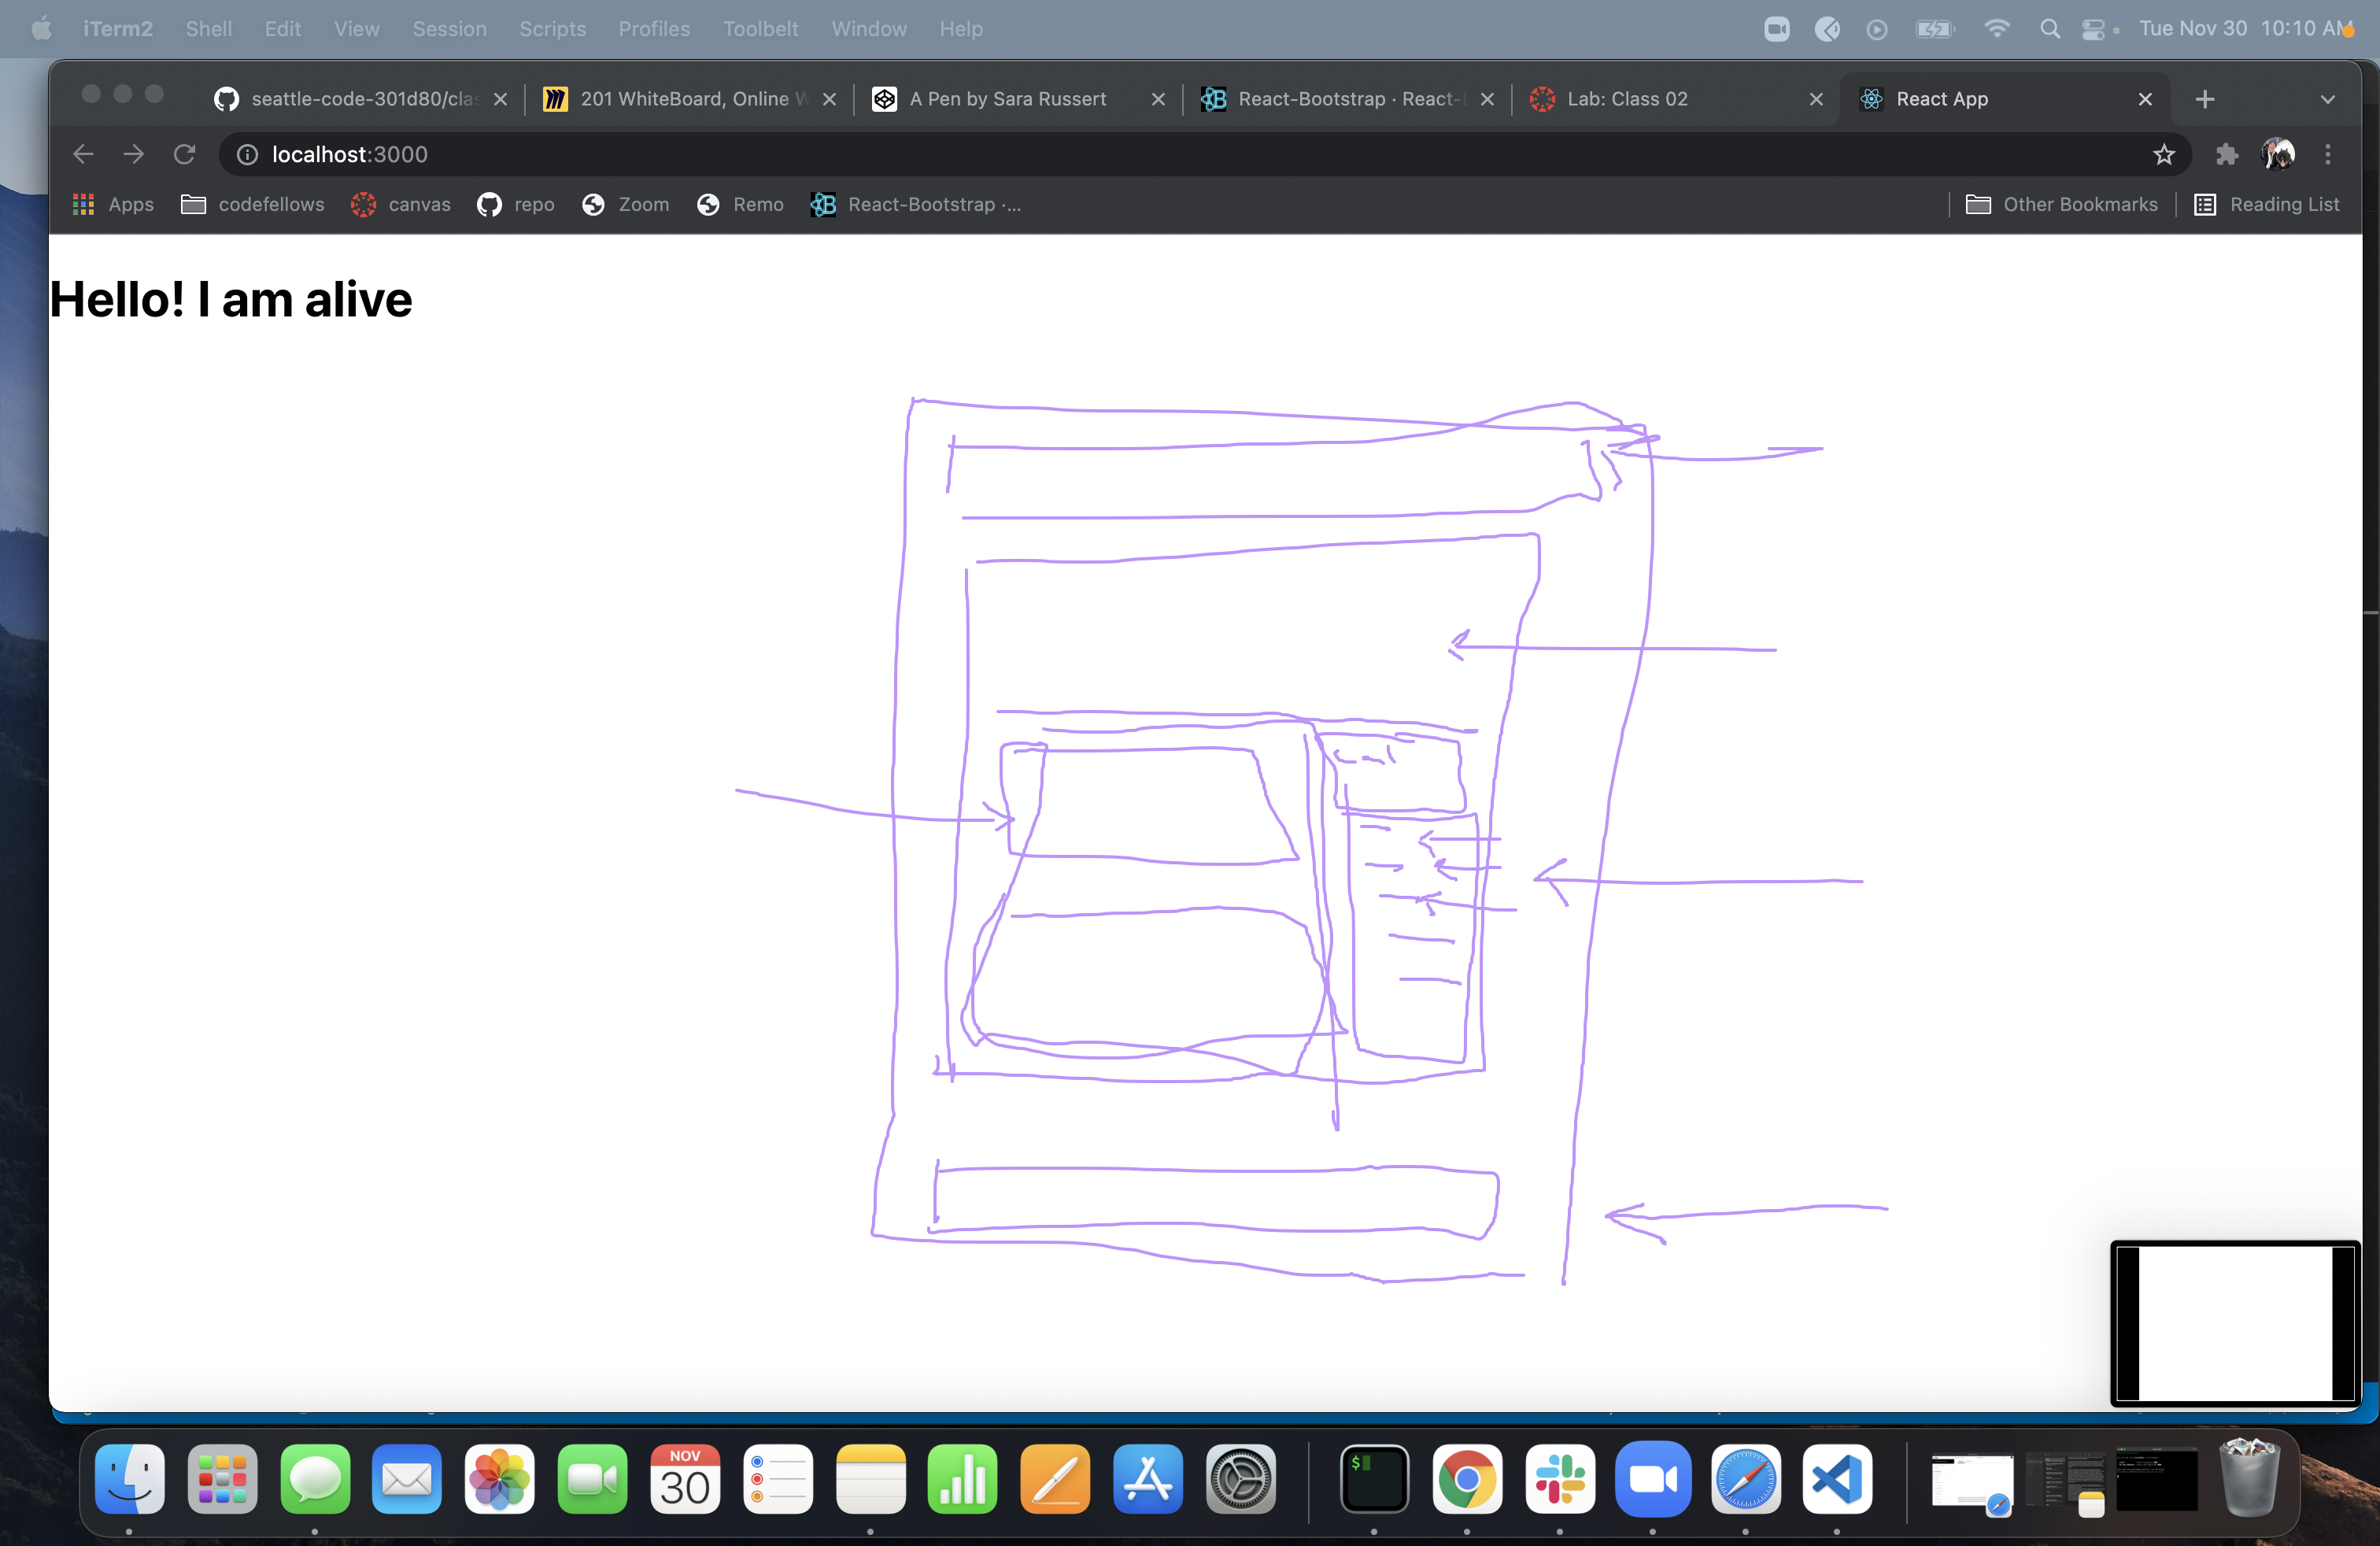 iTerm2 Shell Edit View Session Scripts Profiles Toolbelt Window Help Tue Nov 30 10:10 AM
seattle-code-301d80/clas 201 WhiteBoard, Online W A Pen by Sara Russert React-Bootstrap · React-B Lab: Class 02 React App
localhost:3000
Apps codefellows canvas repo Zoom Remo React-Bootstrap ·... Other Bookmarks Reading List
Hello! I am alive
NOV
30
$